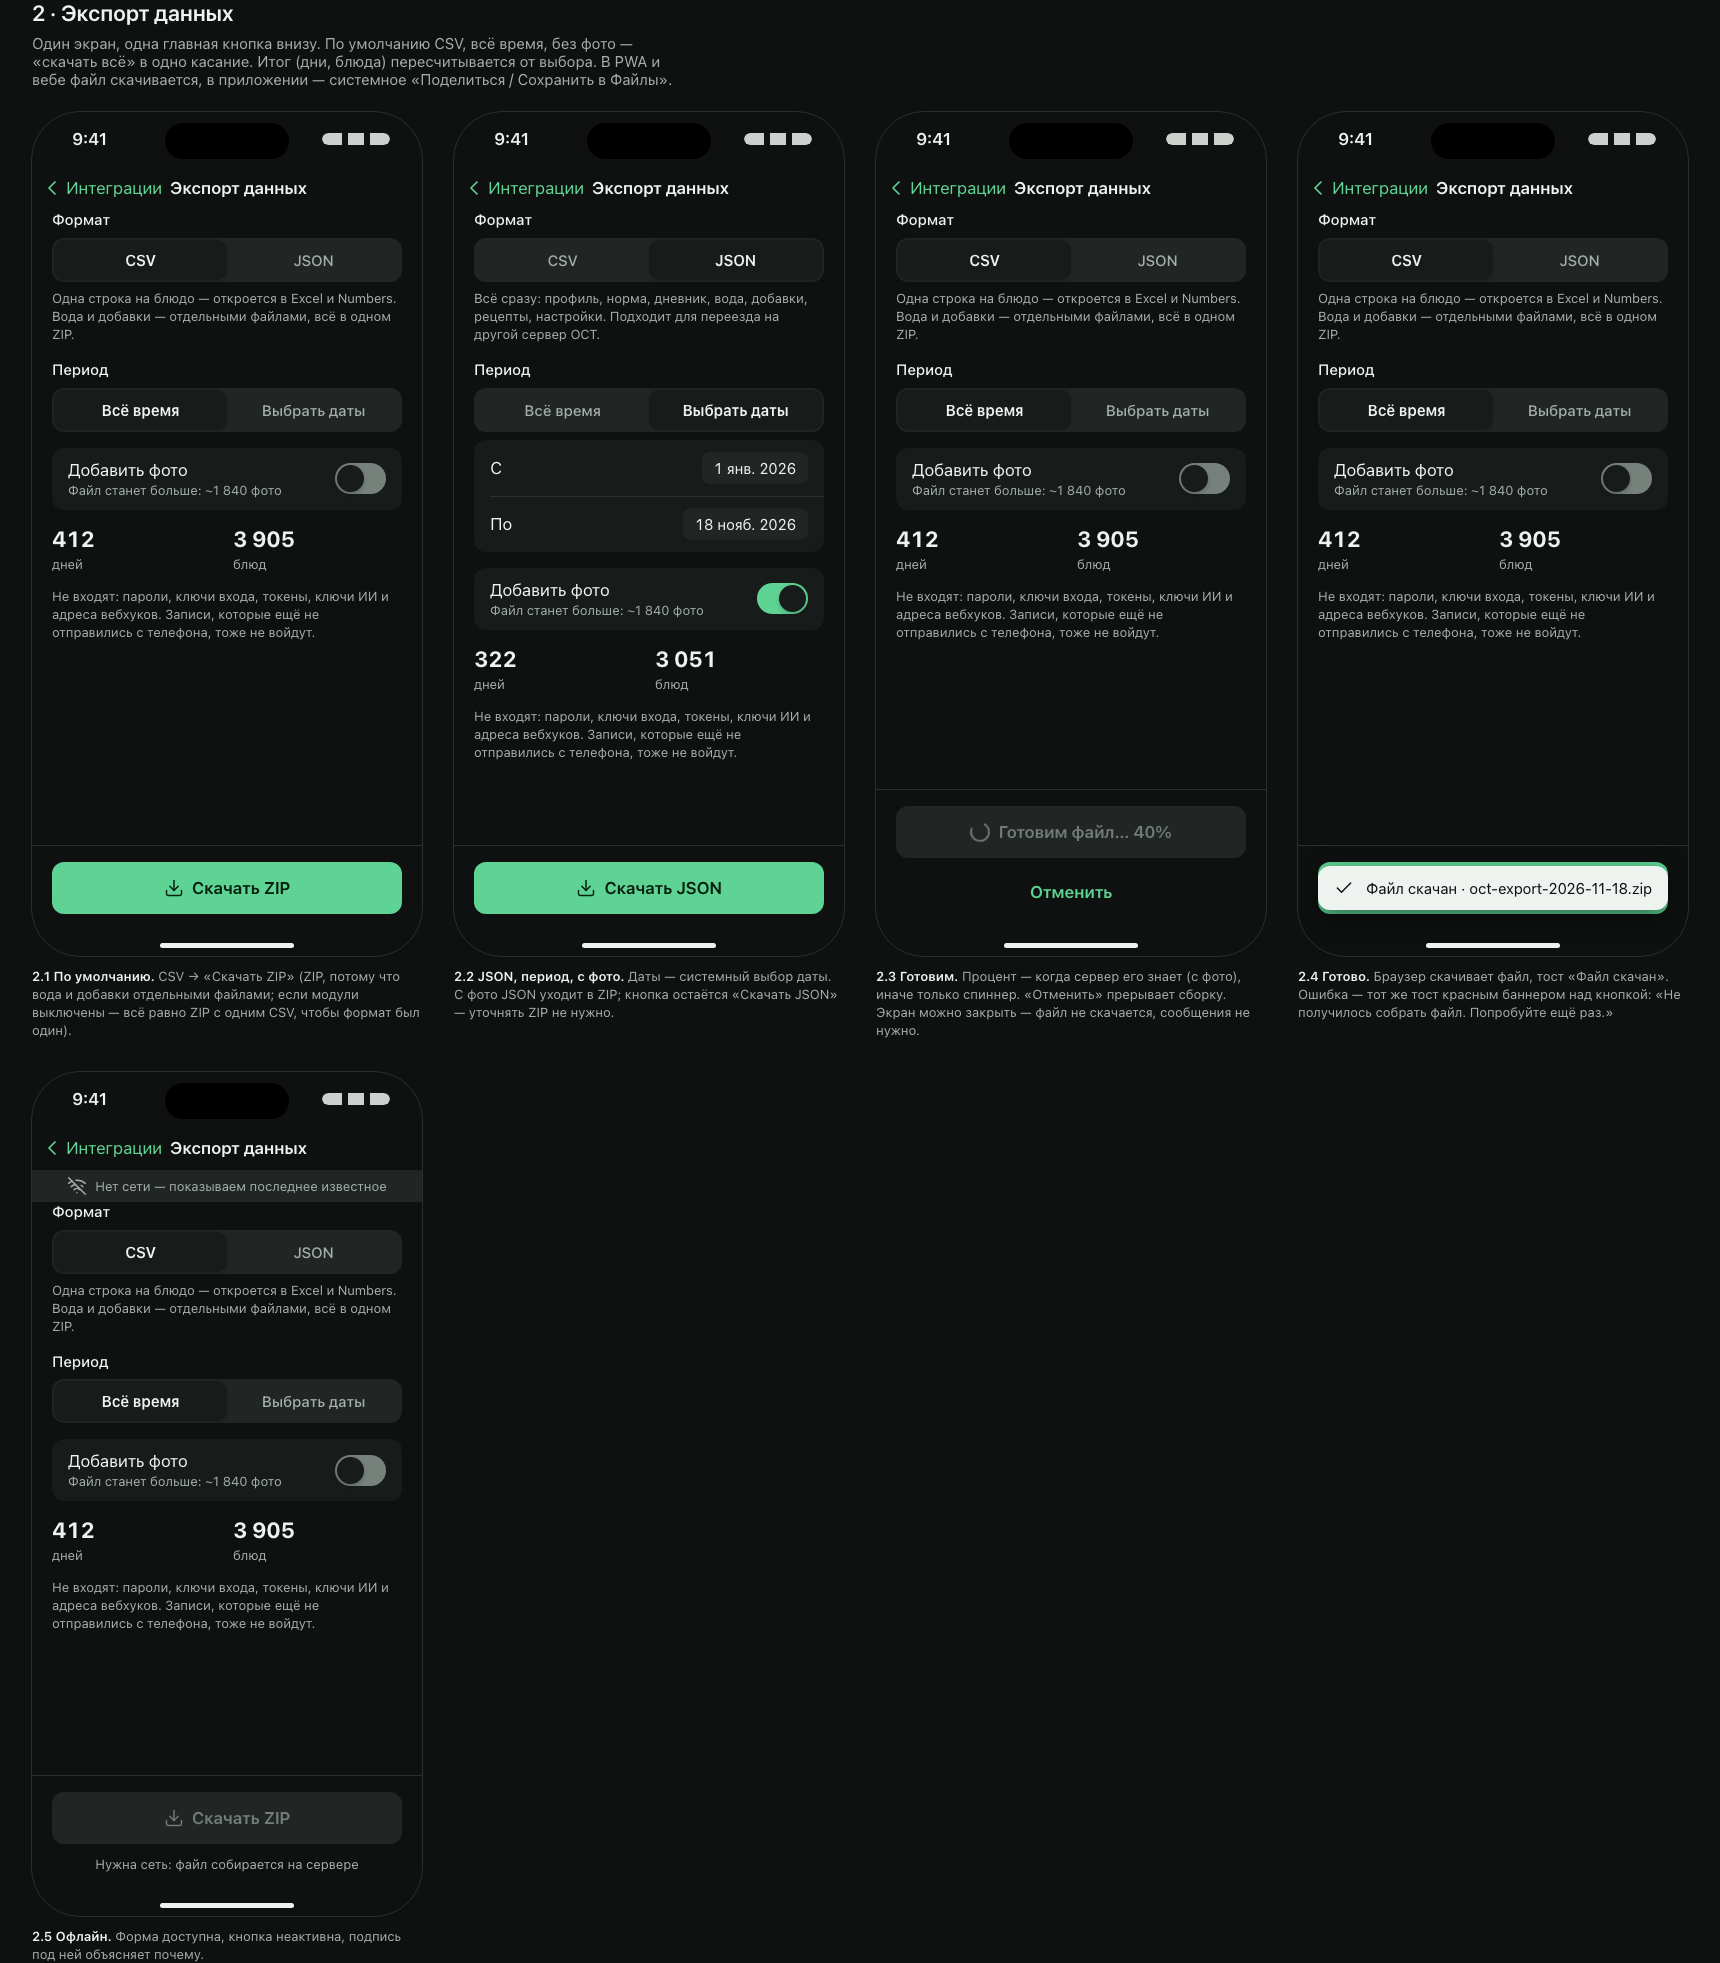 2 · Экспорт данных
Один экран, одна главная кнопка внизу. По умолчанию CSV, всё время, без фото —
«скачать всё» в одно касание. Итог (дни, блюда) пересчитывается от выбора. В PWA и
вебе файл скачивается, в приложении — системное «Поделиться / Сохранить в Файлы».
9:41
Интеграции Экспорт данных
Формат
CSV JSON
Одна строка на блюдо — откроется в Excel и Numbers.
Вода и добавки — отдельными файлами, всё в одном
ZIP.
Период
Всё время Выбрать даты
Добавить фото
Файл станет больше: ~1 840 фото
412 3 905
дней блюд
Не входят: пароли, ключи входа, токены, ключи ИИ и
адреса вебхуков. Записи, которые ещё не
отправились с телефона, тоже не войдут.
Скачать ZIP
2.1 По умолчанию. CSV → «Скачать ZIP» (ZIP, потому что
вода и добавки отдельными файлами; если модули
выключены — всё равно ZIP с одним CSV, чтобы формат был
один).
9:41
Интеграции Экспорт данных
Формат
CSV JSON
Всё сразу: профиль, норма, дневник, вода, добавки,
рецепты, настройки. Подходит для переезда на
другой сервер OCT.
Период
Всё время Выбрать даты
С 1 янв. 2026
По 18 нояб. 2026
Добавить фото
Файл станет больше: ~1 840 фото
322 3 051
дней блюд
Не входят: пароли, ключи входа, токены, ключи ИИ и
адреса вебхуков. Записи, которые ещё не
отправились с телефона, тоже не войдут.
Скачать JSON
2.2 JSON, период, с фото. Даты — системный выбор даты.
С фото JSON уходит в ZIP; кнопка остаётся «Скачать JSON»
— уточнять ZIP не нужно.
9:41
Интеграции Экспорт данных
Формат
CSV JSON
Одна строка на блюдо — откроется в Excel и Numbers.
Вода и добавки — отдельными файлами, всё в одном
ZIP.
Период
Всё время Выбрать даты
Добавить фото
Файл станет больше: ~1 840 фото
412 3 905
дней блюд
Не входят: пароли, ключи входа, токены, ключи ИИ и
адреса вебхуков. Записи, которые ещё не
отправились с телефона, тоже не войдут.
Готовим файл... 40%
Отменить
2.3 Готовим. Процент — когда сервер его знает (с фото),
иначе только спиннер. «Отменить» прерывает сборку.
Экран можно закрыть — файл не скачается, сообщения не
нужно.
9:41
Интеграции Экспорт данных
Формат
CSV JSON
Одна строка на блюдо — откроется в Excel и Numbers.
Вода и добавки — отдельными файлами, всё в одном
ZIP.
Период
Всё время Выбрать даты
Добавить фото
Файл станет больше: ~1 840 фото
412 3 905
дней блюд
Не входят: пароли, ключи входа, токены, ключи ИИ и
адреса вебхуков. Записи, которые ещё не
отправились с телефона, тоже не войдут.
Файл скачан · oct-export-2026-11-18.zip
2.4 Готово. Браузер скачивает файл, тост «Файл скачан».
Ошибка — тот же тост красным баннером над кнопкой: «Не
получилось собрать файл. Попробуйте ещё раз.»
9:41
Интеграции Экспорт данных
Нет сети — показываем последнее известное
Формат
CSV JSON
Одна строка на блюдо — откроется в Excel и Numbers.
Вода и добавки — отдельными файлами, всё в одном
ZIP.
Период
Всё время Выбрать даты
Добавить фото
Файл станет больше: ~1 840 фото
412 3 905
дней блюд
Не входят: пароли, ключи входа, токены, ключи ИИ и
адреса вебхуков. Записи, которые ещё не
отправились с телефона, тоже не войдут.
Скачать ZIP
Нужна сеть: файл собирается на сервере
2.5 Офлайн. Форма доступна, кнопка неактивна, подпись
под ней объясняет почему.